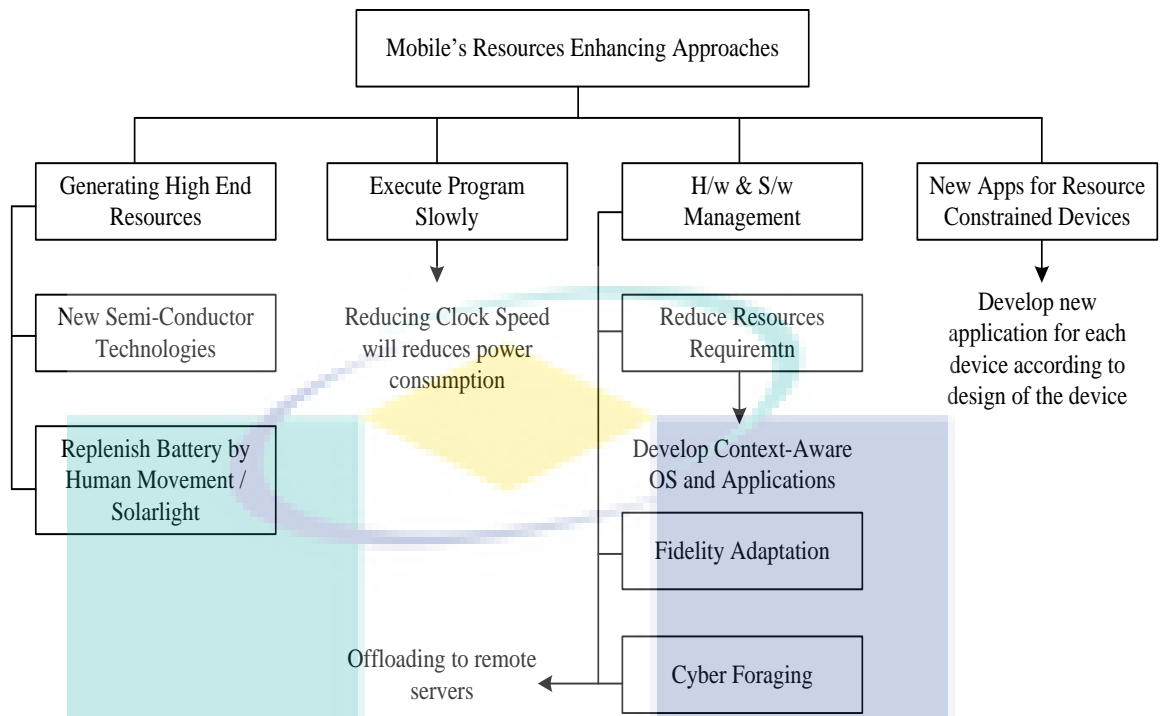 Mobile’s Resources Enhancing Approaches
Generating High End
Resources
New Semi-Conductor
Technologies
Replenish Battery by
Human Movement /
Solarlight
Execute Program
Slowly
Reducing Clock Speed
will reduces power
consumption
H/w & S/w
Management
Reduce Resources
Requiremtn
Develop Context-Aware
OS and Applications
Fidelity Adaptation
Cyber Foraging
Offloading to remote
servers
New Apps for Resource
Constrained Devices
Develop new
application for each
device according to
design of the device